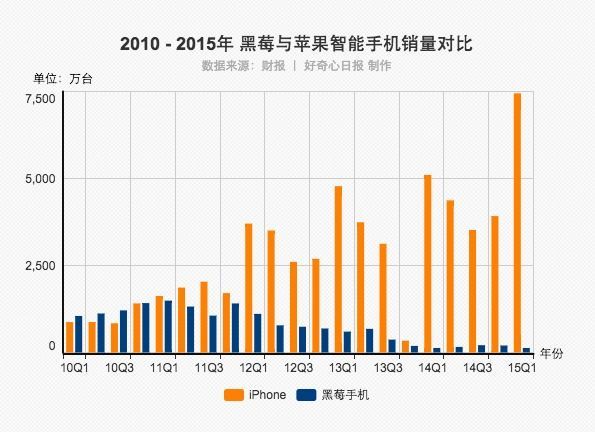 2010 - 2015年 黑莓与苹果智能手机销量对比
数据来源：财报 | 好奇心日报 制作
单位：万台
7,500
5,000
2,500
0
年份
10Q1 10Q3 11Q1 11Q3 12Q1 12Q3 13Q1 13Q3 14Q1 14Q3 15Q1
iPhone 黑莓手机